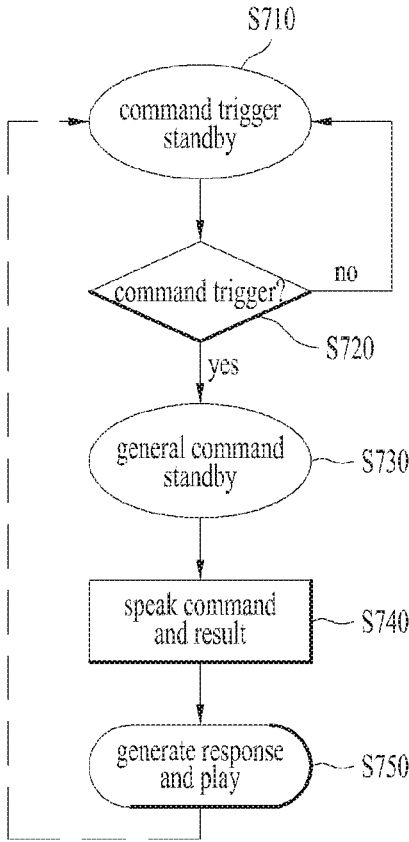 S710
command trigger
standby
command trigger?
no
S720
yes
general command
standby
S730
speak command
and result
S740
generate response
and play
S750